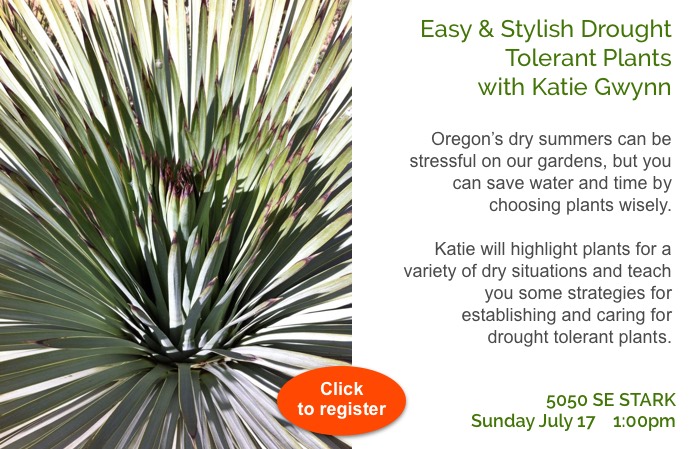 Easy & Stylish Drought
Tolerant Plants
with Katie Gwynn
Oregon’s dry summers can be
stressful on our gardens, but you
can save water and time by
choosing plants wisely.
Katie will highlight plants for a
variety of dry situations and teach
you some strategies for
establishing and caring for
drought tolerant plants.
Click
to register
5050 SE STARK
Sunday July 17 1:00pm